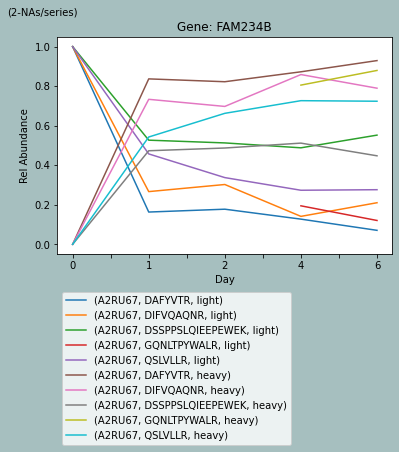 (2-NAs/series)
Gene: FAM234B
Rel Abundance
1.0
0.8
0.6
0.4
0.2
0.0
0 1 2 4 6
Day
(A2RU67, DAFYVTR, light)
(A2RU67, DIFVQAQNR, light)
(A2RU67, DSSPPSLQIEEPEWEK, light)
(A2RU67, GQNLTPYWALR, light)
(A2RU67, QSLVLLR, light)
(A2RU67, DAFYVTR, heavy)
(A2RU67, DIFVQAQNR, heavy)
(A2RU67, DSSPPSLQIEEPEWEK, heavy)
(A2RU67, GQNLTPYWALR, heavy)
(A2RU67, QSLVLLR, heavy)